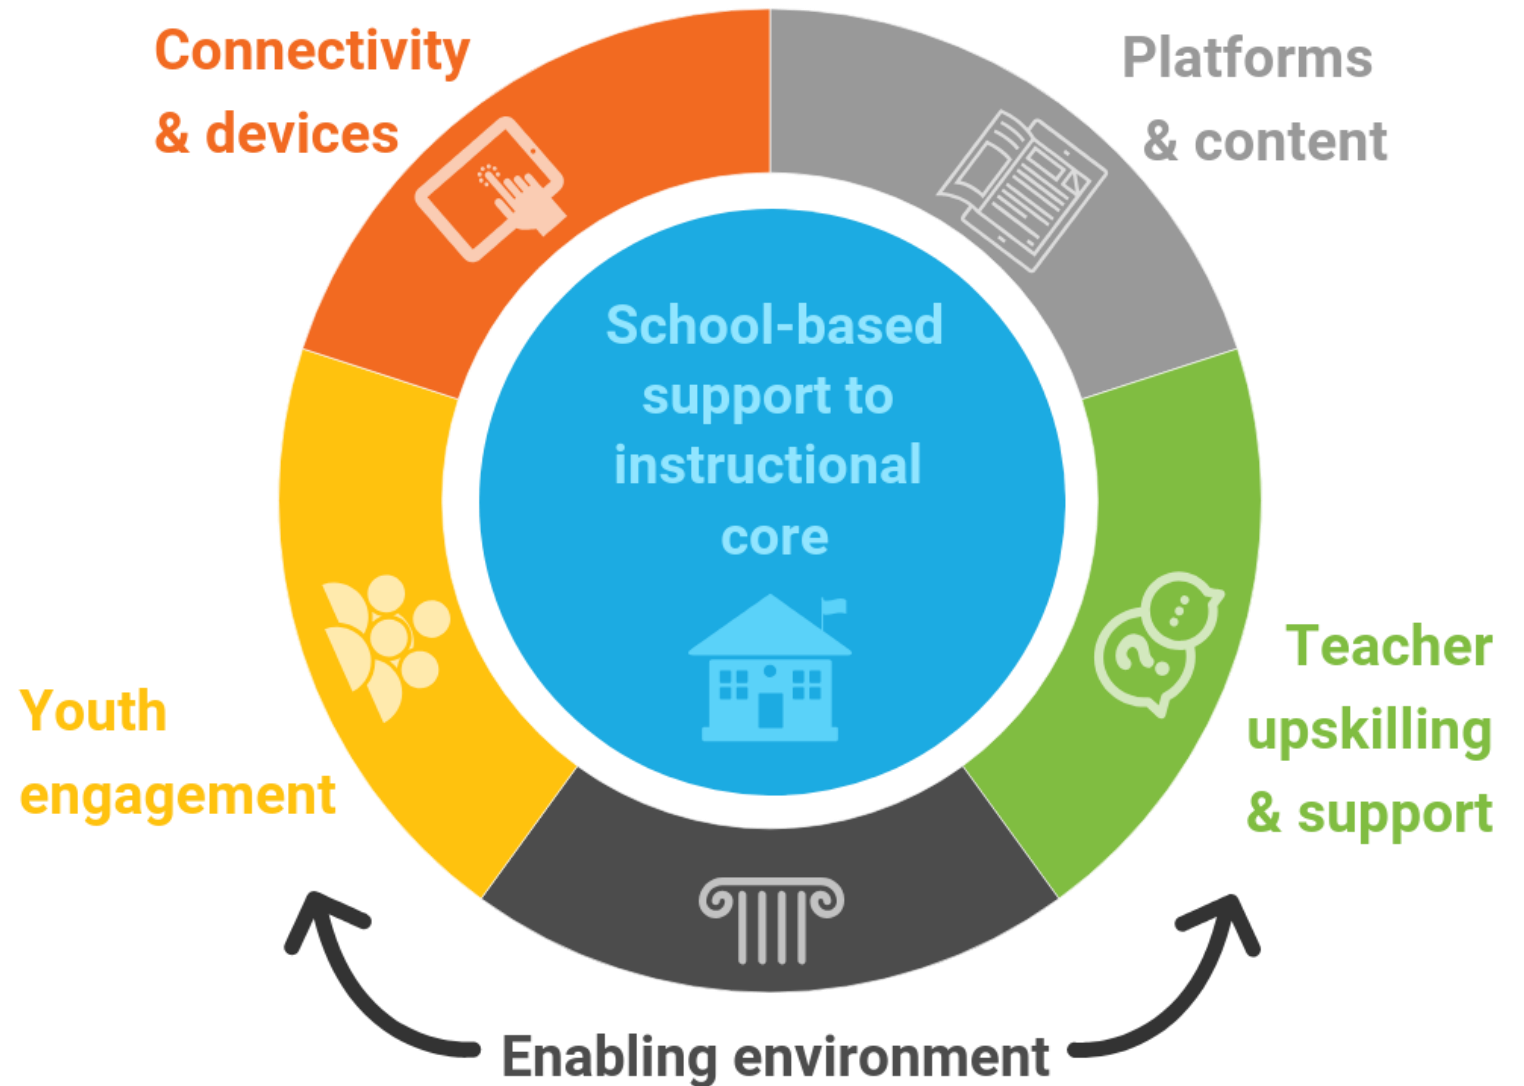 Connectivity
& devices
Platforms
& content
School-based
support to
instructional
core
Teacher
upskilling
& support
Youth
engagement
Enabling environment